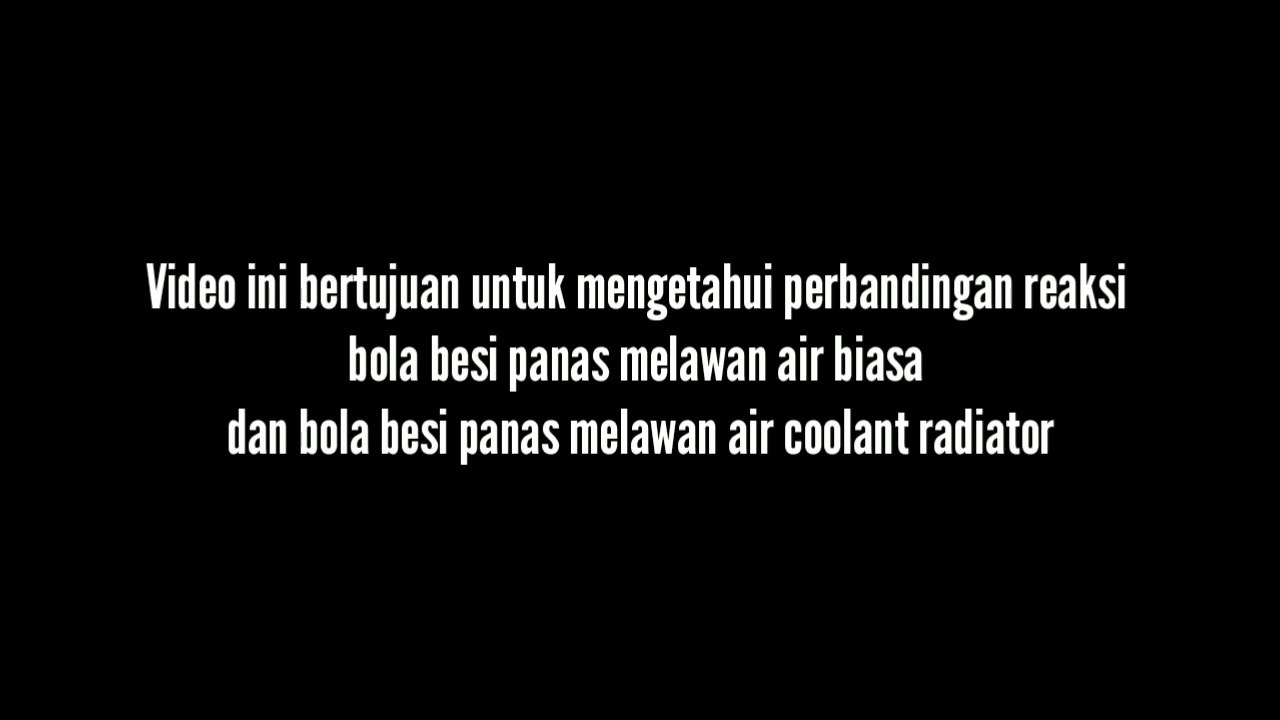 Video ini bertujuan untuk mengetahui perbandingan reaksi
bola besi panas melawan air biasa
dan bola besi panas melawan air coolant radiator